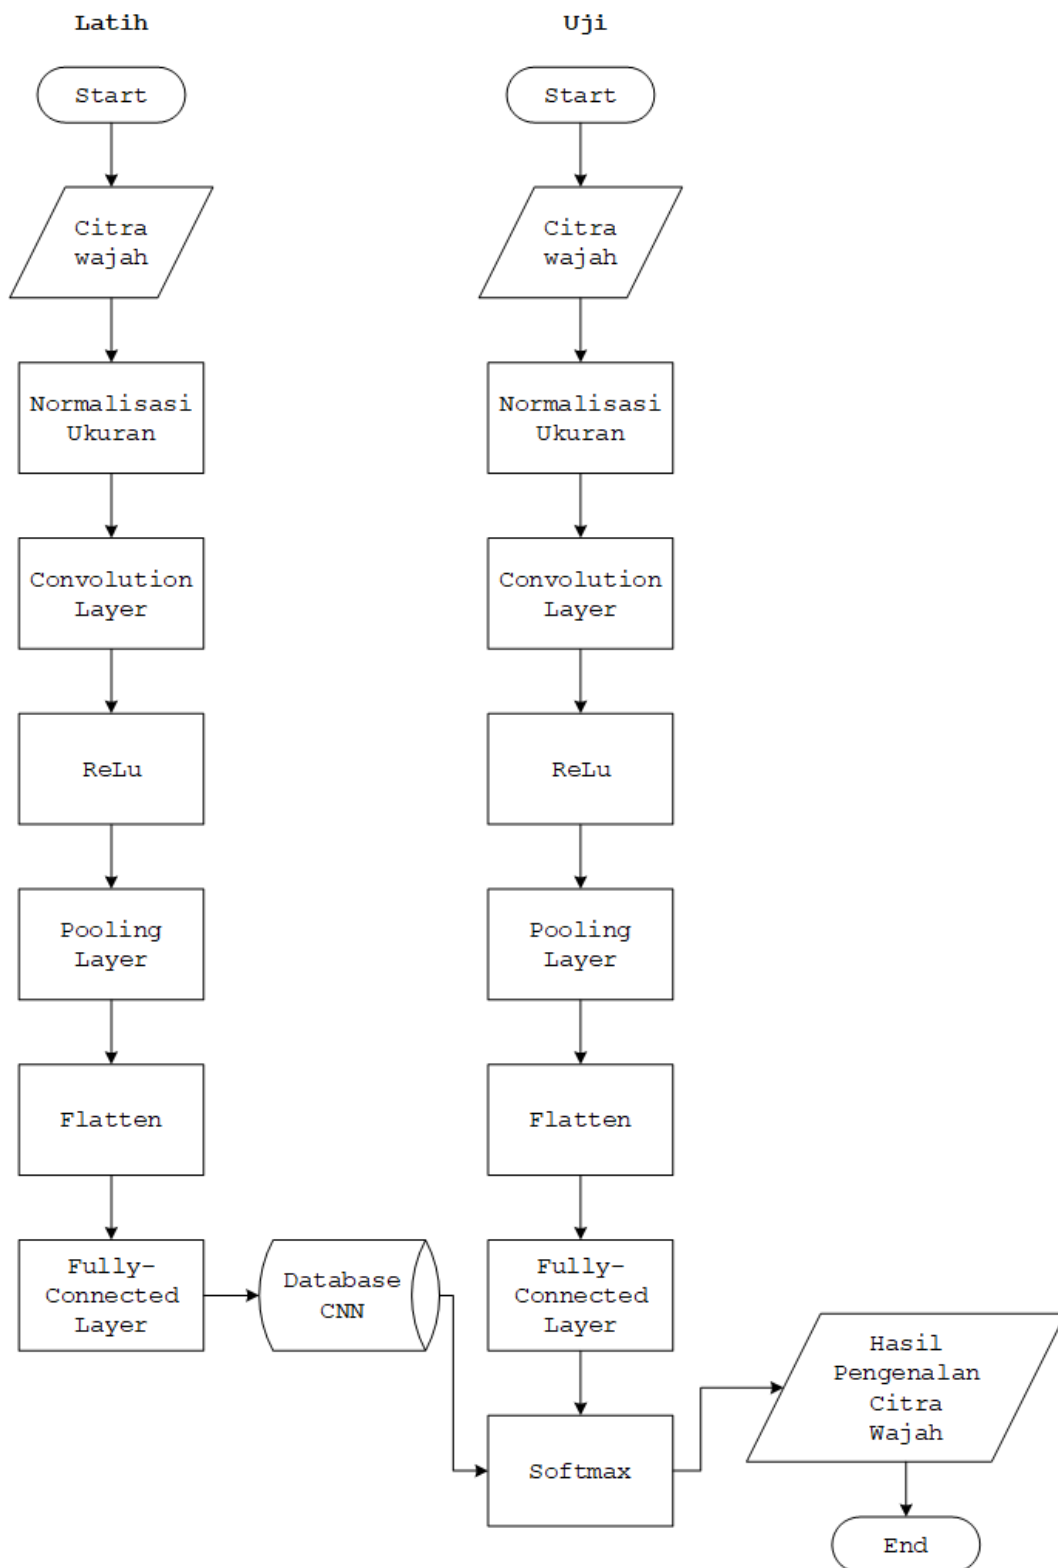 Latih
Start
Citra
wajah
Normalisasi
Ukuran
Convolution
Layer
ReLu
Pooling
Layer
Flatten
Fully-
Connected
Layer
Database
CNN
Uji
Start
Citra
wajah
Normalisasi
Ukuran
Convolution
Layer
ReLu
Pooling
Layer
Flatten
Fully-
Connected
Layer
Softmax
Hasil
Pengenalan
Citra
Wajah
End